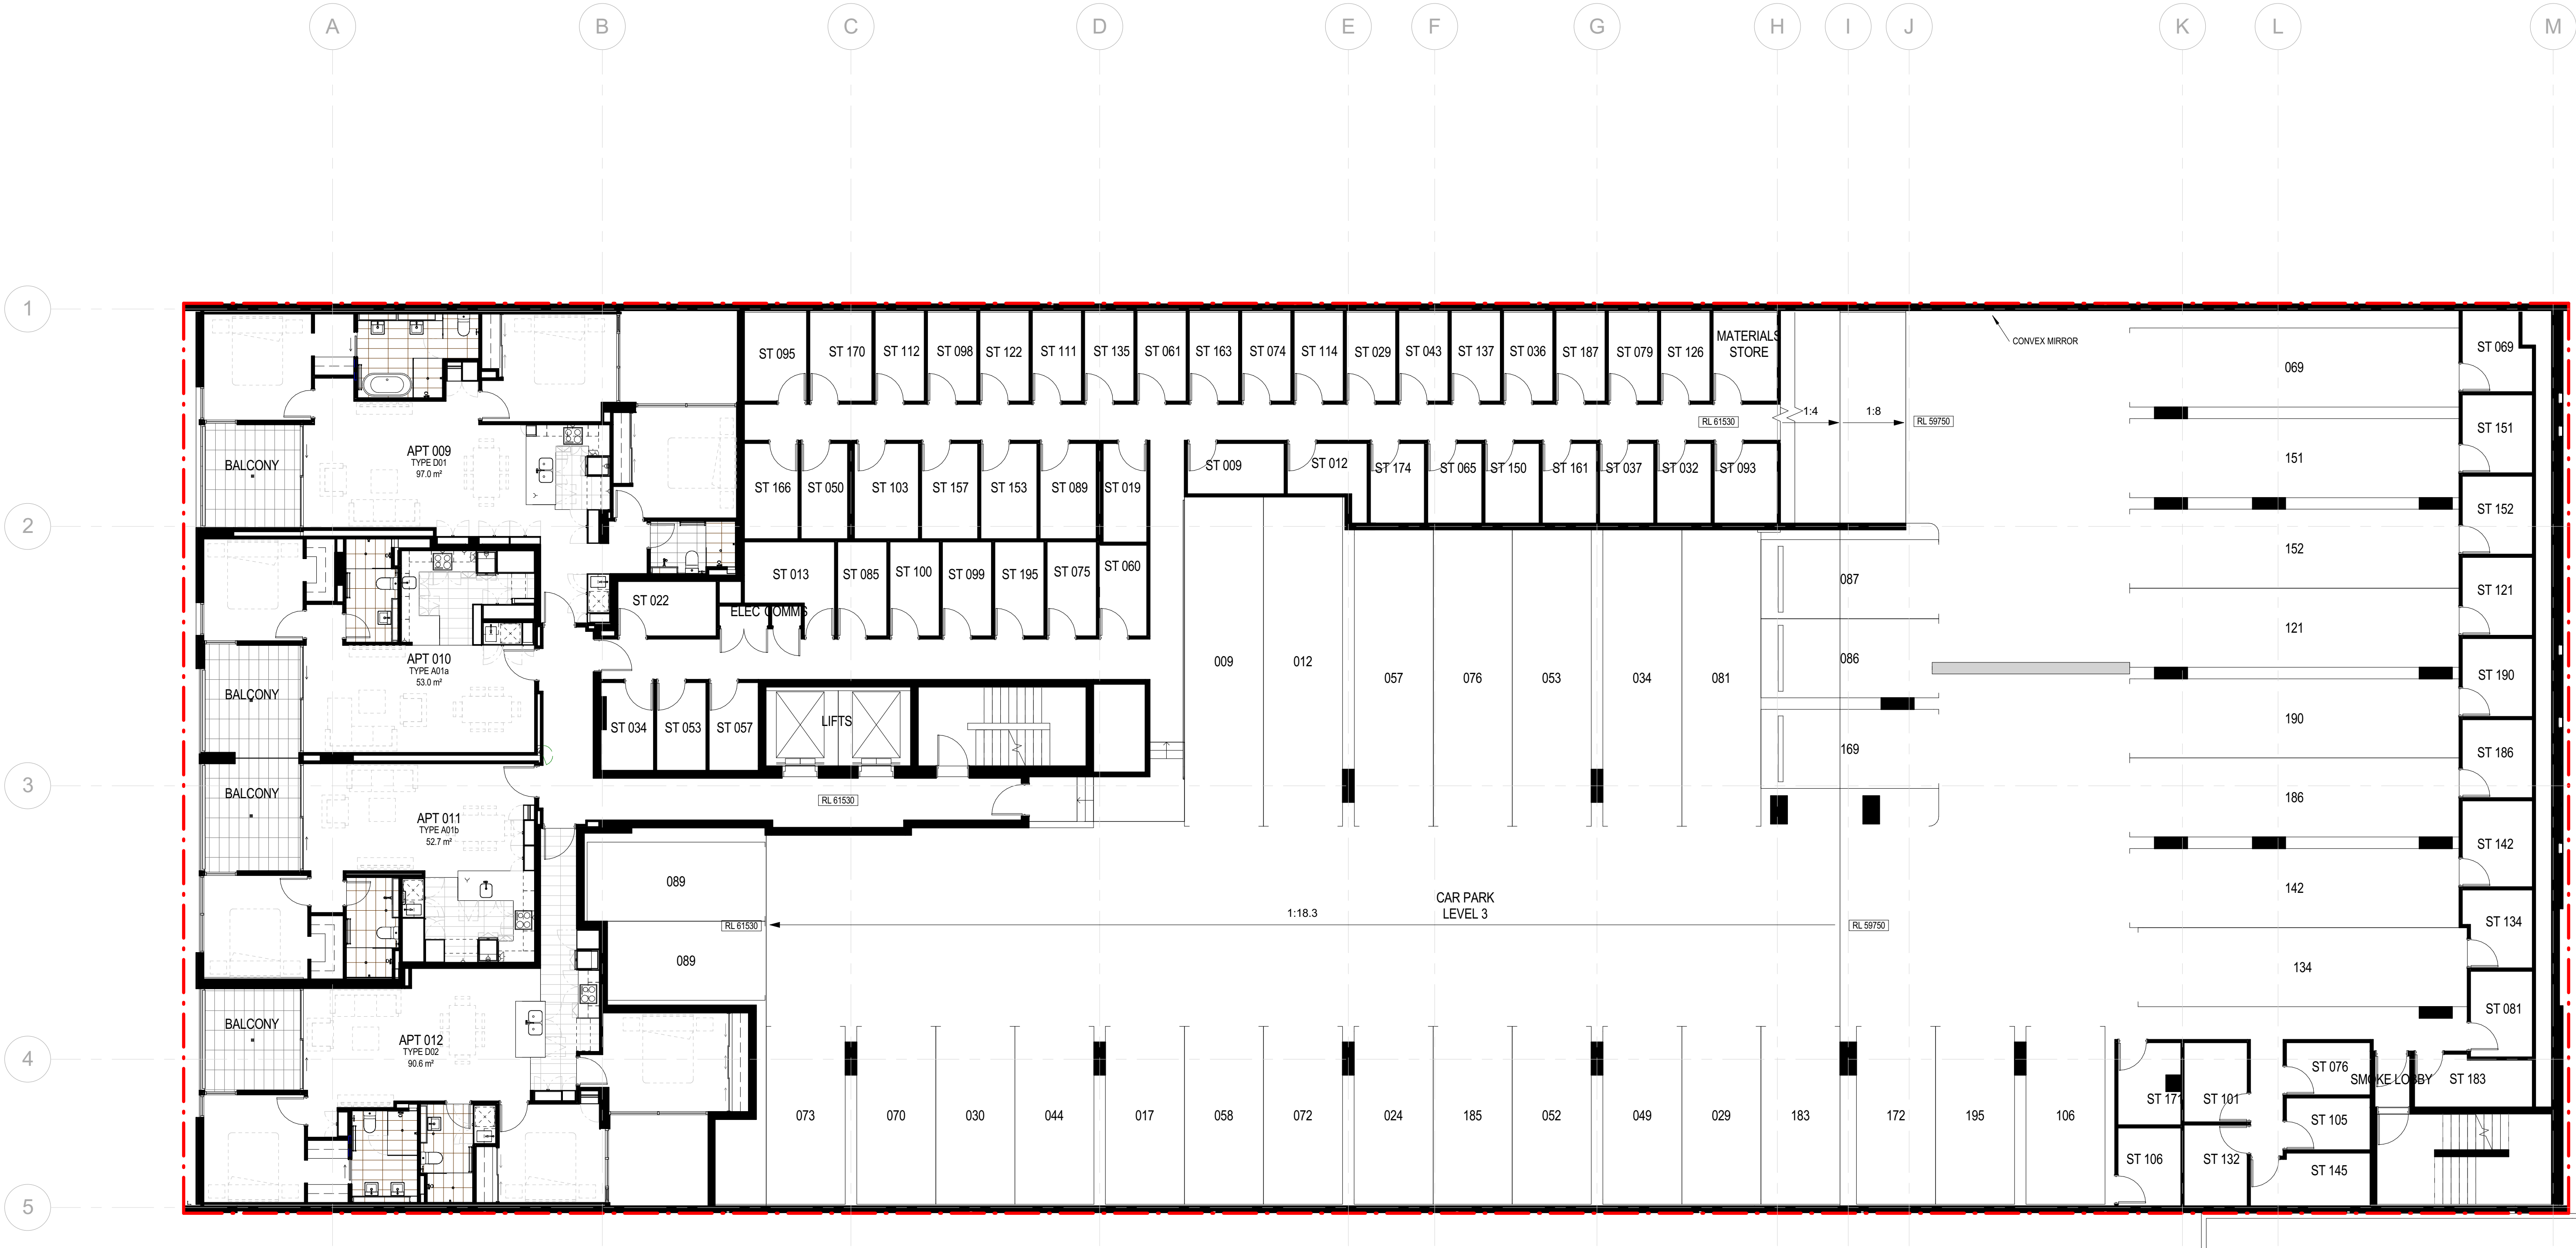 A
B
C
D
E
F
G
H
I
J
K
L
M
1
2
3
4
5
ST 095
ST 170
ST 112
ST 098
ST 122
ST 111
ST 135
ST 061
ST 163
ST 074
ST 114
ST 029
ST 043
ST 137
ST 036
ST 187
ST 079
ST 126
MATERIALS
STORE
CONVEX MIRROR
RL 61530
1:4
1:8
RL 59750
ST 166
ST 050
ST 103
ST 157
ST 153
ST 089
ST 019
ST 009
ST 012
ST 174
ST 065
ST 150
ST 161
ST 037
ST 032
ST 093
ST 013
ST 085
ST 100
ST 099
ST 195
ST 075
ST 060
ST 022
ELEC COMMS
ST 034
ST 053
ST 057
LIFTS
RL 61530
BALCONY
APT 009
TYPE D01
97.0 m²
APT 010
TYPE A01a
53.0 m²
BALCONY
BALCONY
APT 011
TYPE A01b
52.7 m²
BALCONY
APT 012
TYPE D02
90.6 m²
009
012
057
076
053
034
081
087
086
169
089
089
RL 61530
1:18.3
CAR PARK
LEVEL 3
RL 59750
073
070
030
044
017
058
072
024
185
052
049
029
183
172
195
106
069
151
152
121
190
186
142
134
ST 069
ST 151
ST 152
ST 121
ST 190
ST 186
ST 142
ST 134
ST 081
ST 183
SMOKE LOBBY
ST 076
ST 105
ST 145
ST 171
ST 101
ST 106
ST 132